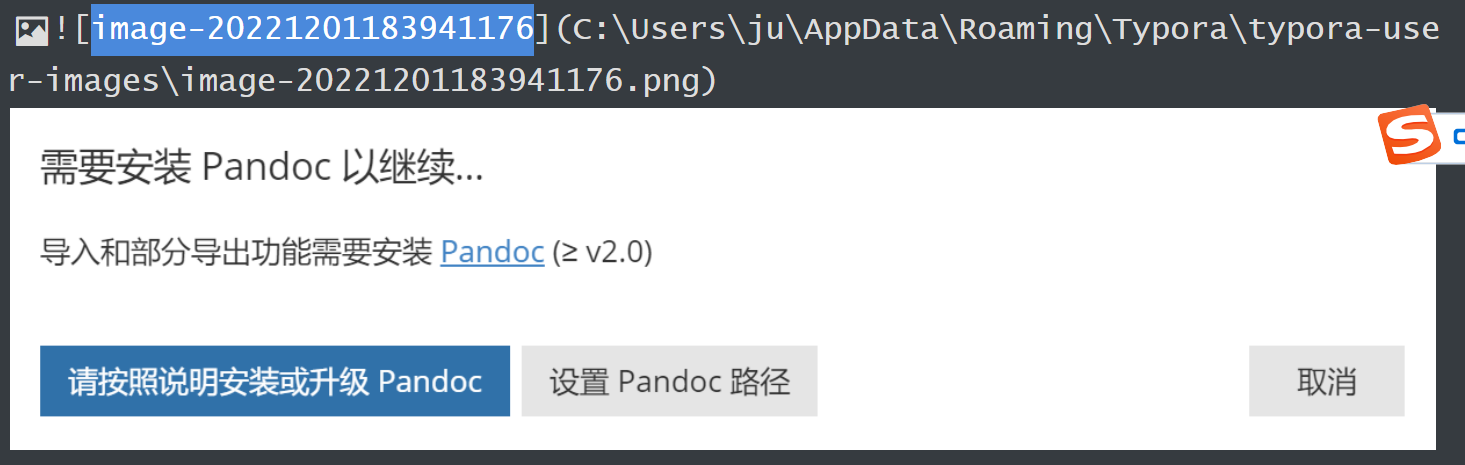 ![image-20221201183941176](C:\Users\ju\AppData\Roaming\Typora\typora-use
r-images\image-20221201183941176.png)
需要安装 Pandoc 以继续...
导入和部分导出功能需要安装 Pandoc (≥ v2.0)
请按照说明安装或升级 Pandoc
设置 Pandoc 路径
取消